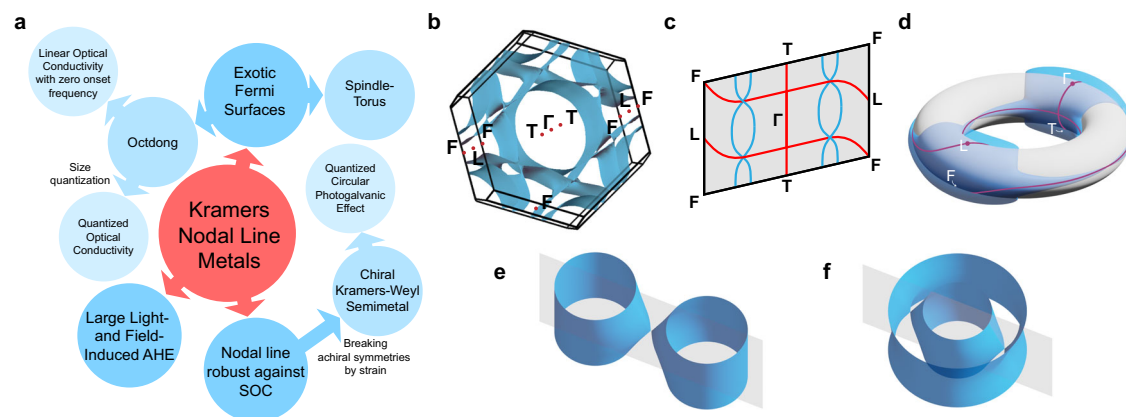 a
Linear Optical
Conductivity
with zero onset
frequency
Exotic
Fermi
Surfaces
Spindle-
Torus
Octdong
Size
quantization
Quantized
Circular
Photogalvanic
Effect
Kramers
Nodal Line
Metals
Quantized
Optical
Conductivity
Chiral
Kramers-Weyl
Semimetal
Large Light-
and Field-
Induced AHE
Nodal line
robust against
SOC
Breaking
achiral symmetries
by strain
b
L F
F
T Γ T
F
F L
F
c
F
T
F
L
Γ
L
T
F
F
d
Γ
T
L
F
e
f